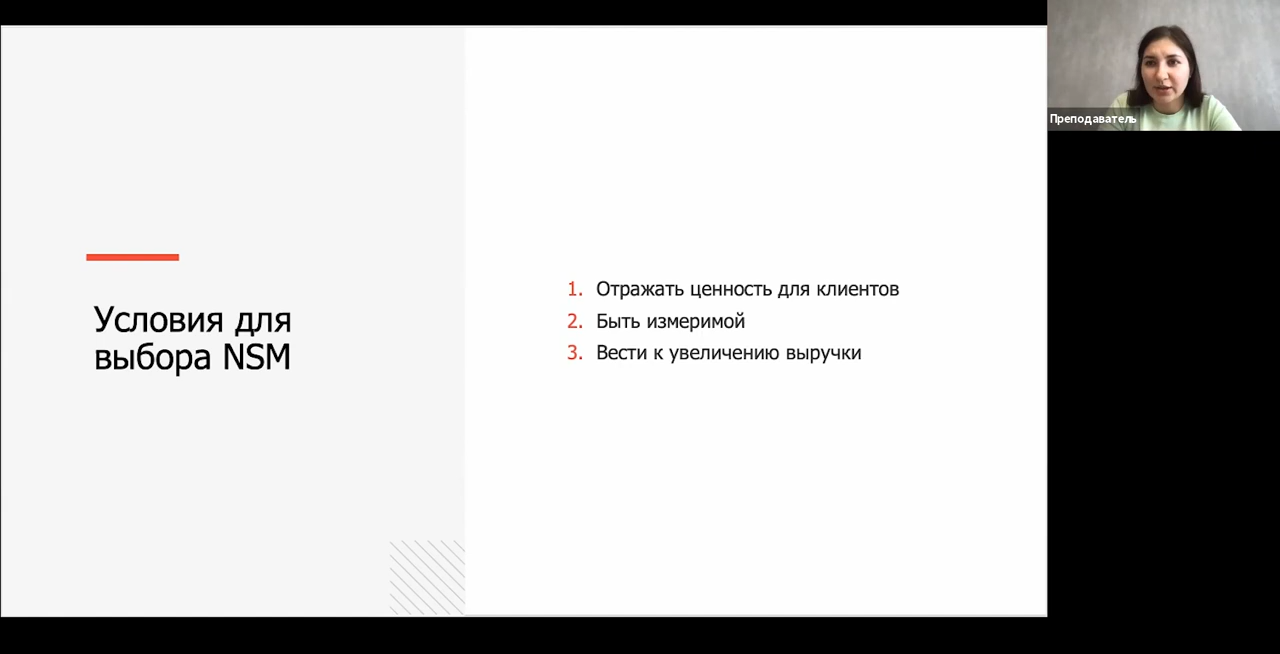 Условия для
выбора NSM
1. Отражать ценность для клиентов
2. Быть измеримой
3. Вести к увеличению выручки
Преподаватель